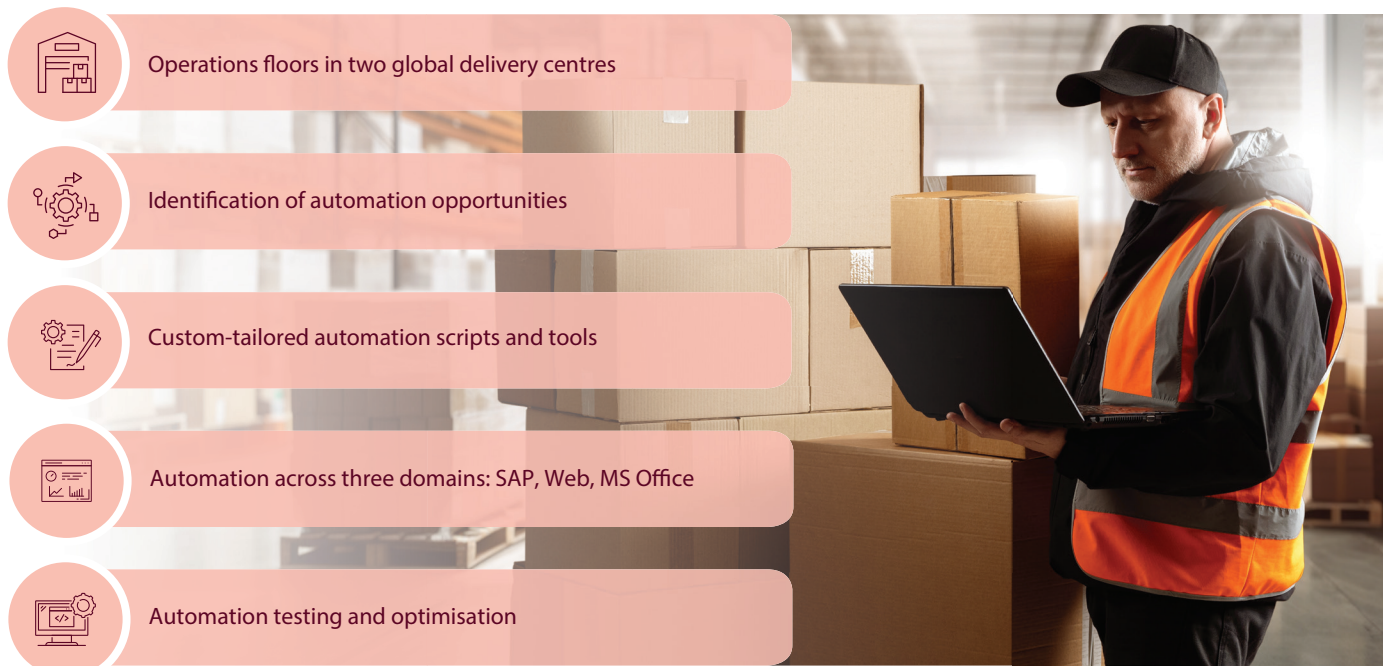 Operations floors in two global delivery centres
Identification of automation opportunities
Custom-tailored automation scripts and tools
Automation across three domains: SAP, Web, MS Office
Automation testing and optimisation